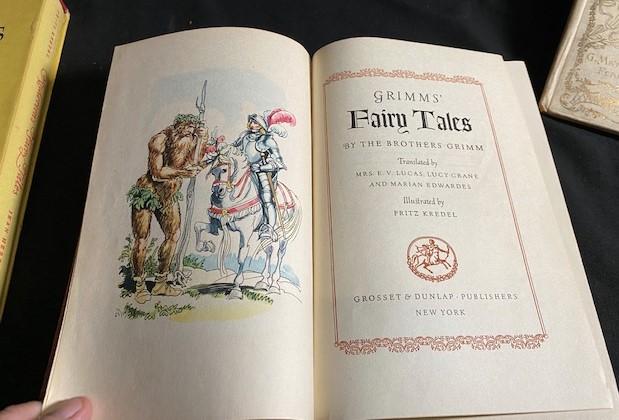 GRIMMS'
Fairy Tales
BY THE BROTHERS GRIMM
Translated by
MRS. E. V. LUCAS, LUCY CRANE
AND MARIAN EDWARDES
Illustrated by
FRITZ KREDEL
GROSSET & DUNLAP · PUBLISHERS
NEW YORK